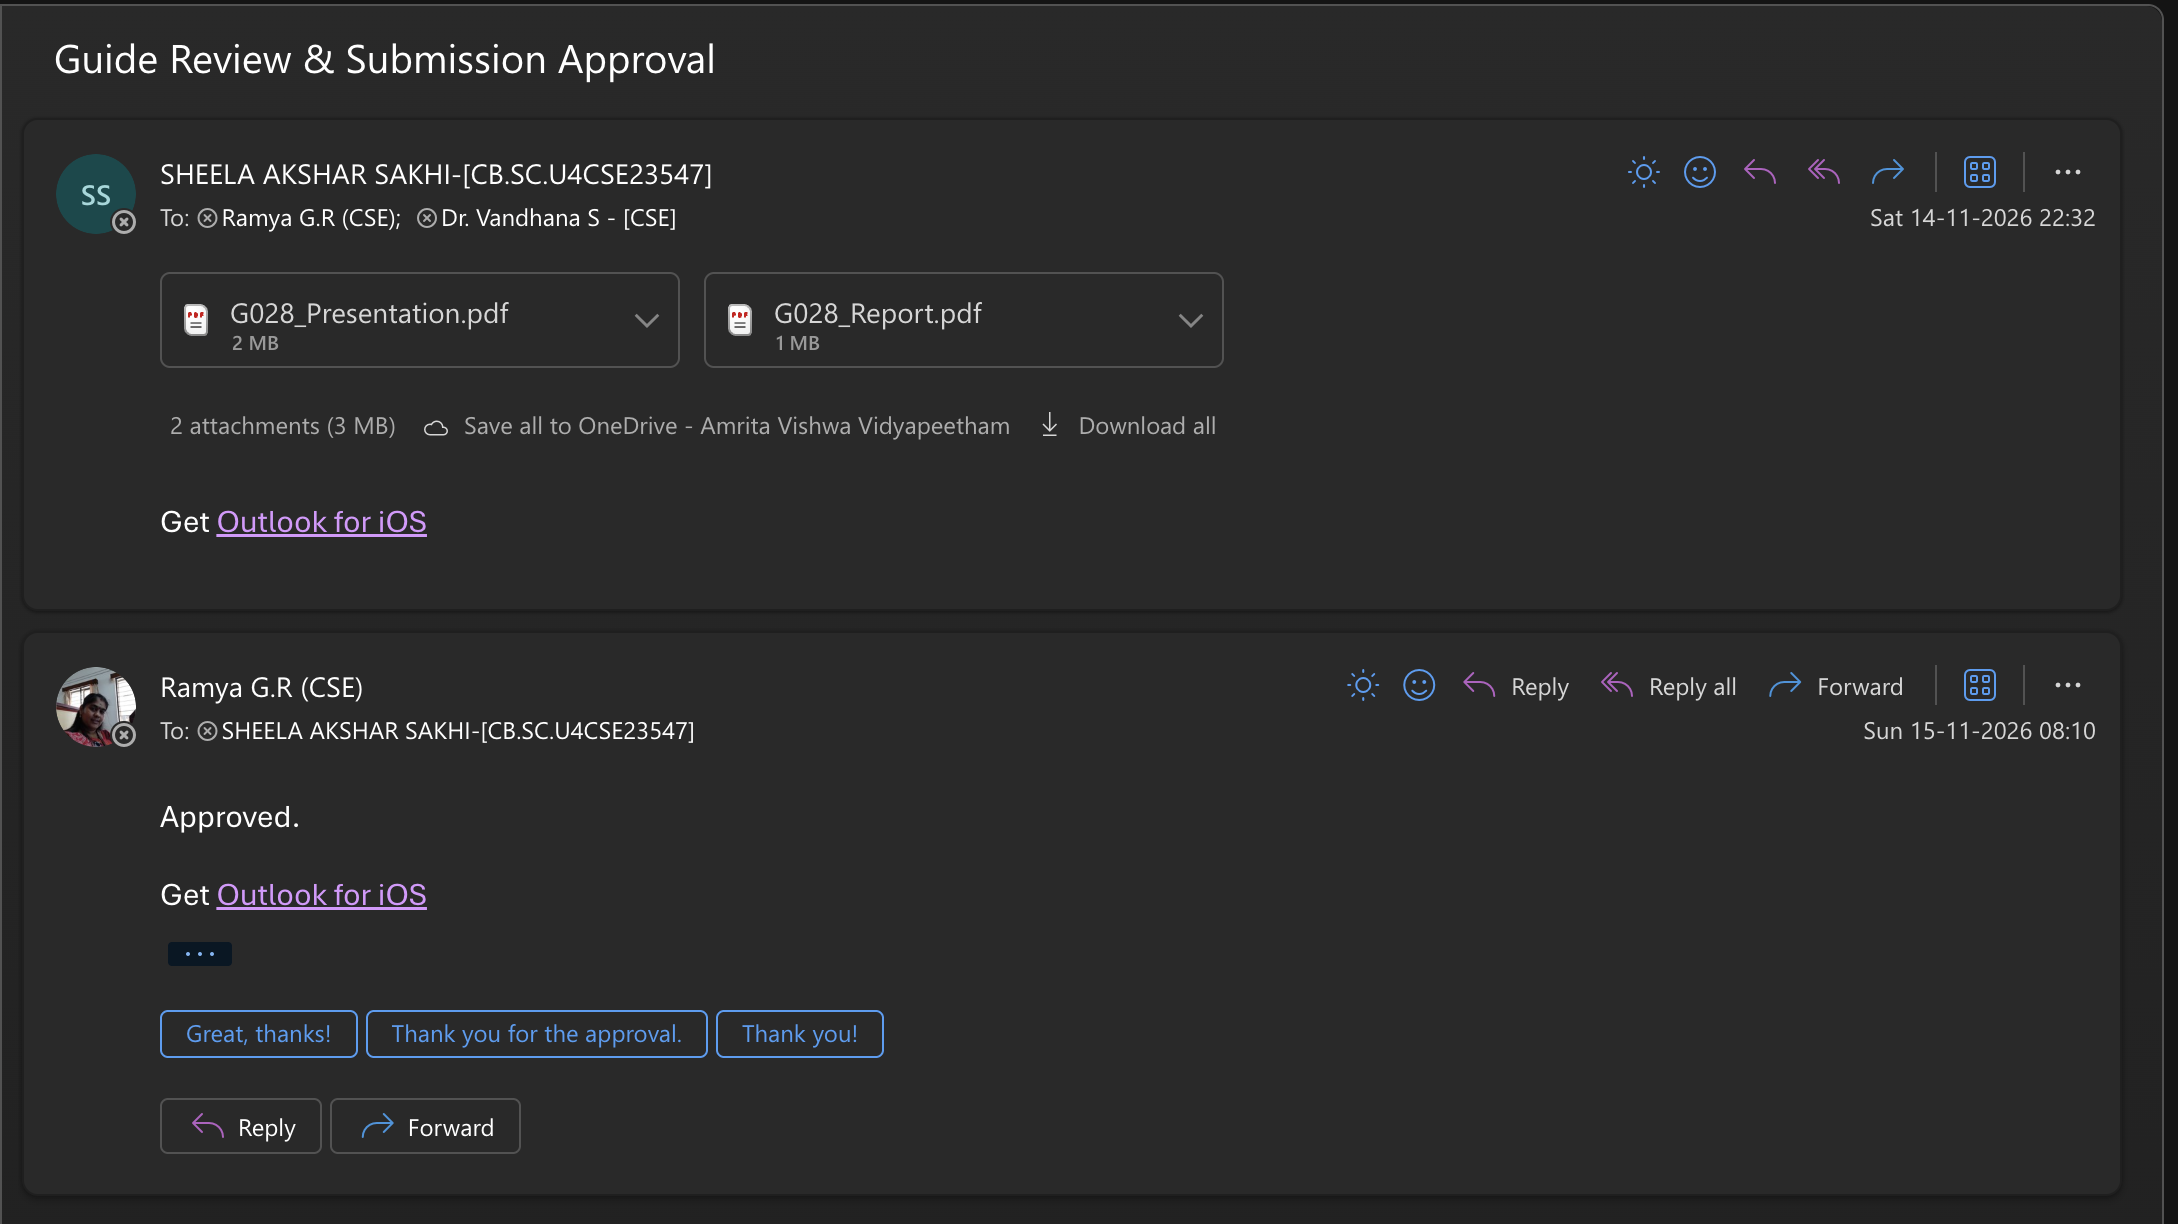 Guide Review & Submission Approval
SS
SHEELA AKSHAR SAKHI-[CB.SC.U4CSE23547]
To: Ramya G.R (CSE); Dr. Vandhana S - [CSE]
Sat 14-11-2026 22:32
G028_Presentation.pdf
2 MB
G028_Report.pdf
1 MB
2 attachments (3 MB) Save all to OneDrive - Amrita Vishwa Vidyapeetham Download all
Get Outlook for iOS
Ramya G.R (CSE)
Reply Reply all Forward
To: SHEELA AKSHAR SAKHI-[CB.SC.U4CSE23547]
Sun 15-11-2026 08:10
Approved.
Get Outlook for iOS
...
Great, thanks! Thank you for the approval. Thank you!
Reply Forward